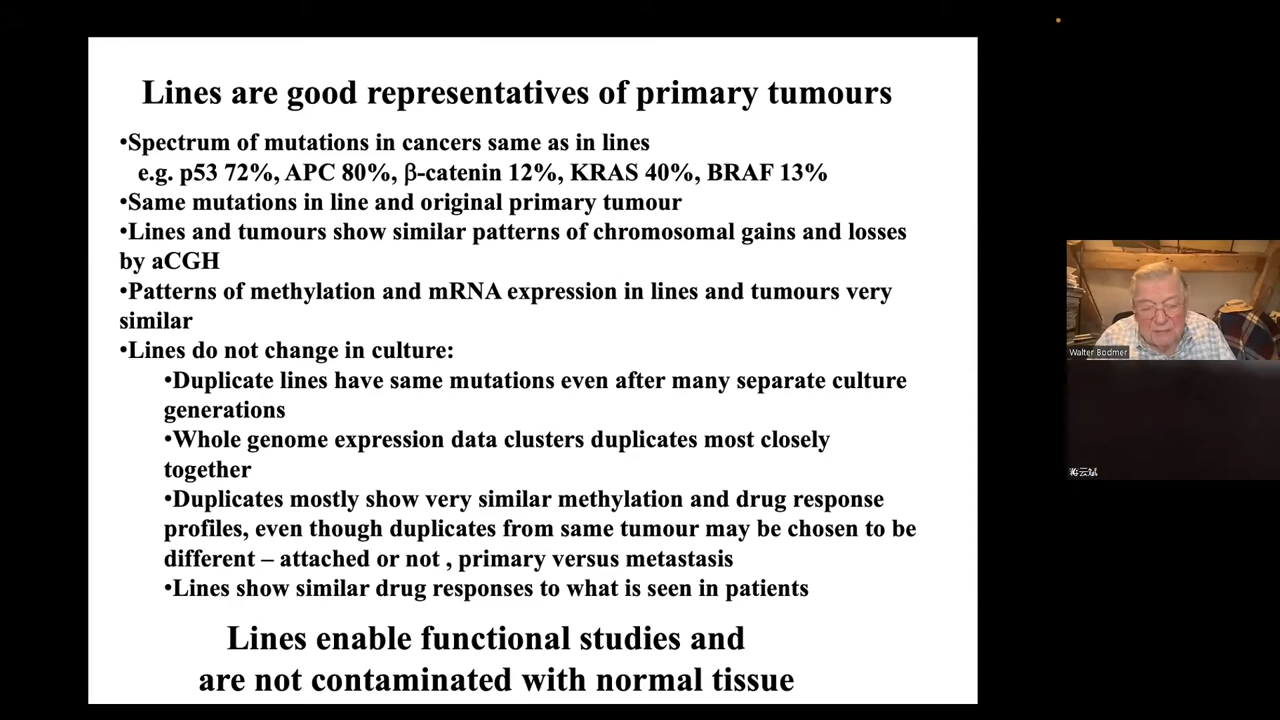 Lines are good representatives of primary tumours
•Spectrum of mutations in cancers same as in lines
e.g. p53 72%, APC 80%, β-catenin 12%, KRAS 40%, BRAF 13%
•Same mutations in line and original primary tumour
•Lines and tumours show similar patterns of chromosomal gains and losses
by aCGH
•Patterns of methylation and mRNA expression in lines and tumours very
similar
•Lines do not change in culture:
•Duplicate lines have same mutations even after many separate culture
generations
•Whole genome expression data clusters duplicates most closely
together
•Duplicates mostly show very similar methylation and drug response
profiles, even though duplicates from same tumour may be chosen to be
different – attached or not , primary versus metastasis
•Lines show similar drug responses to what is seen in patients
Lines enable functional studies and
are not contaminated with normal tissue
Walter Bodmer
蒋云斌